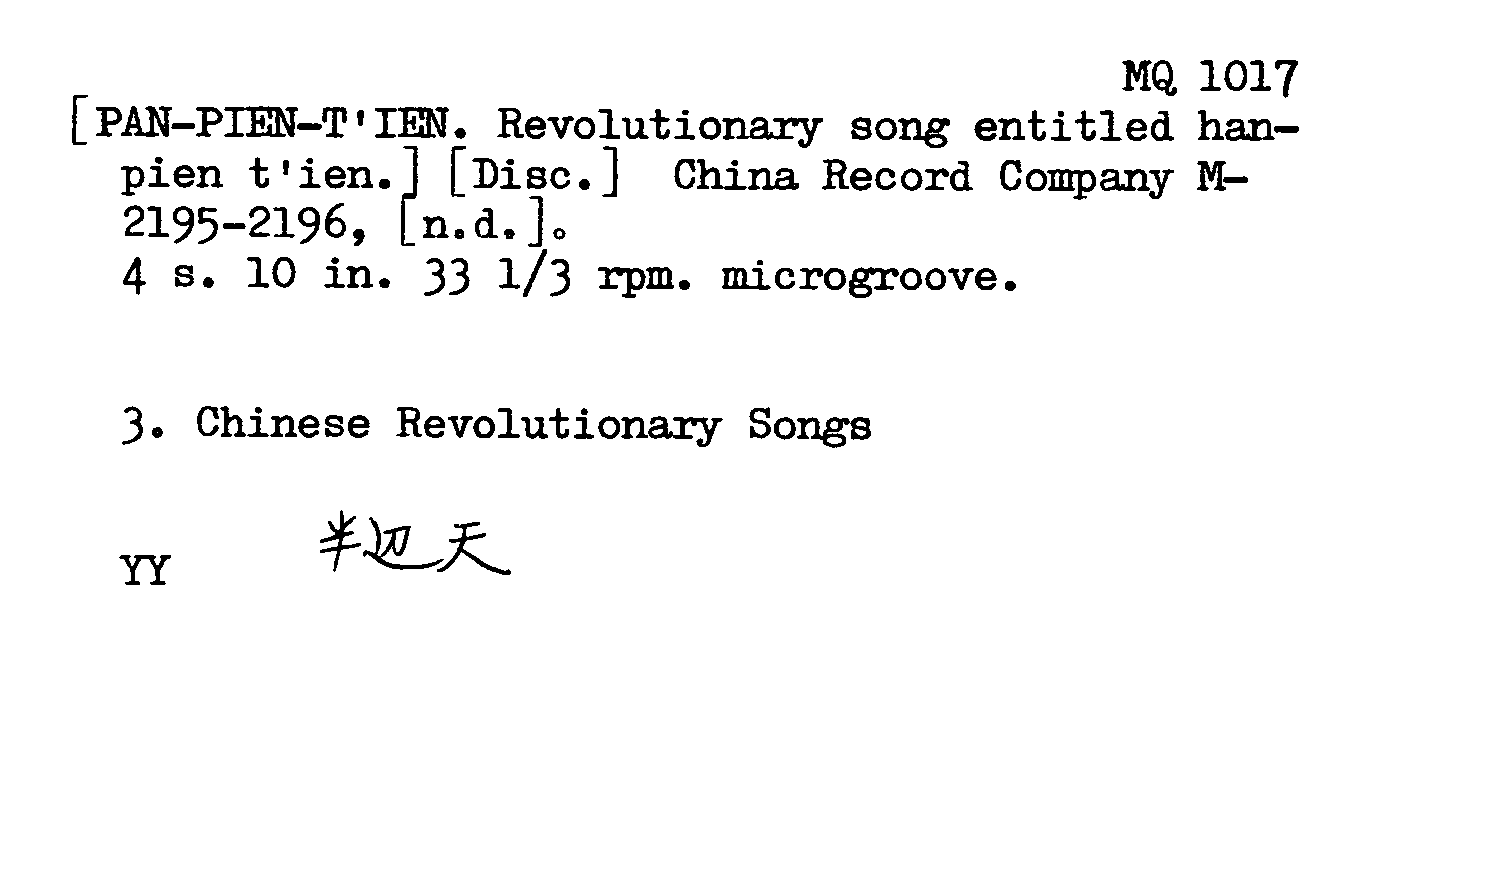 MQ 1017
[PAN-PIEN-T'IEN. Revolutionary song entitled han-
pien t'ien.] [Disc.] China Record Company M-
2195-2196, [n.d.]。
4 s. 10 in. 33 1/3 rpm. microgroove.
3. Chinese Revolutionary Songs
半边天
YY